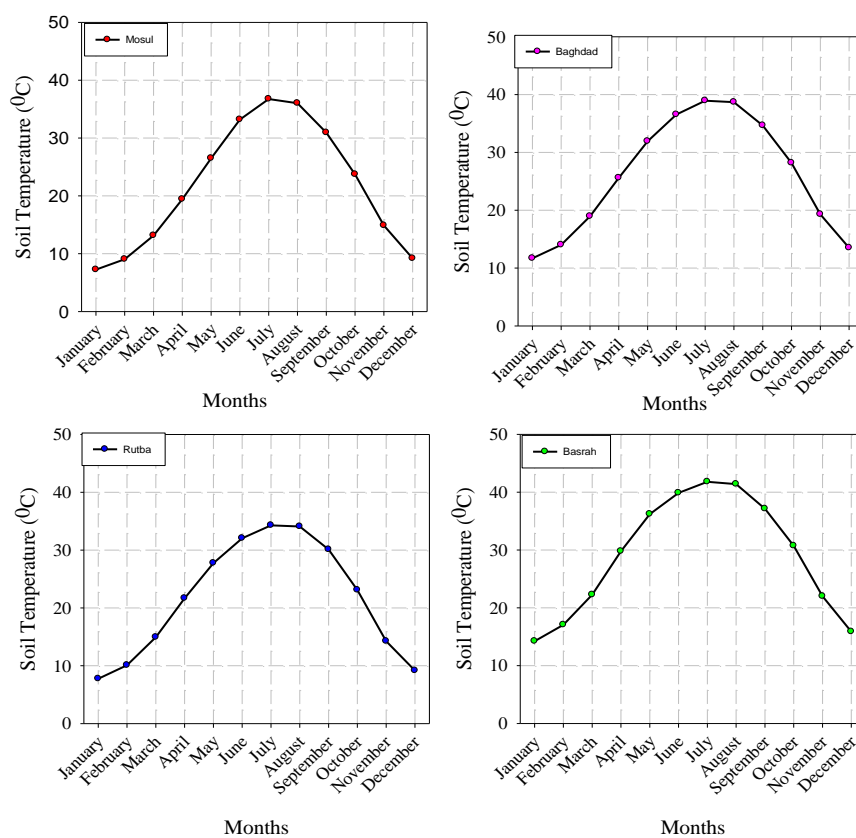 Mosul
Soil Temperature (⁰C)
50
40
30
20
10
0
January
February
March
April
May
June
July
August
September
October
November
December
Months
Baghdad
Soil Temperature (⁰C)
50
40
30
20
10
0
January
February
March
April
May
June
July
August
September
October
November
December
Months
Rutba
Soil Temperature (⁰C)
50
40
30
20
10
0
January
February
March
April
May
June
July
August
September
October
November
December
Months
Basrah
Soil Temperature (⁰C)
50
40
30
20
10
0
January
February
March
April
May
June
July
August
September
October
November
December
Months